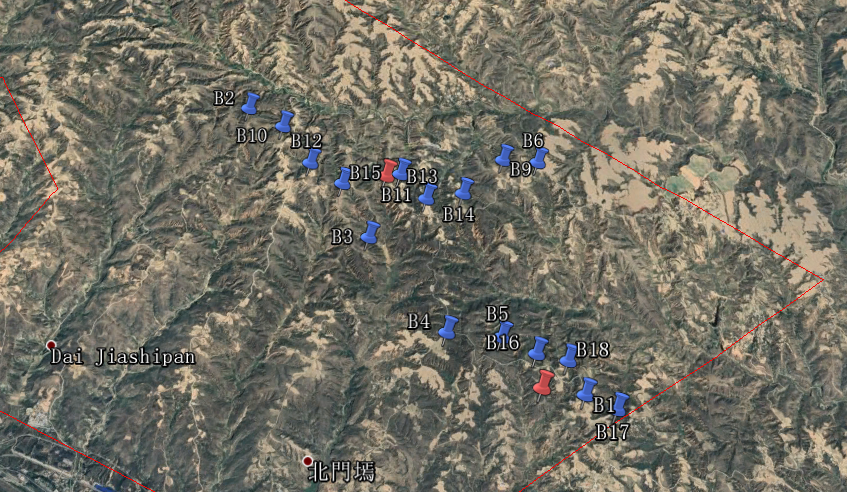 B2
B10
B12
B6
B9
B15
B13
B11
B14
B3
B4
B5
B16
B18
Dai Jiashipan
B1
B17
北門墕